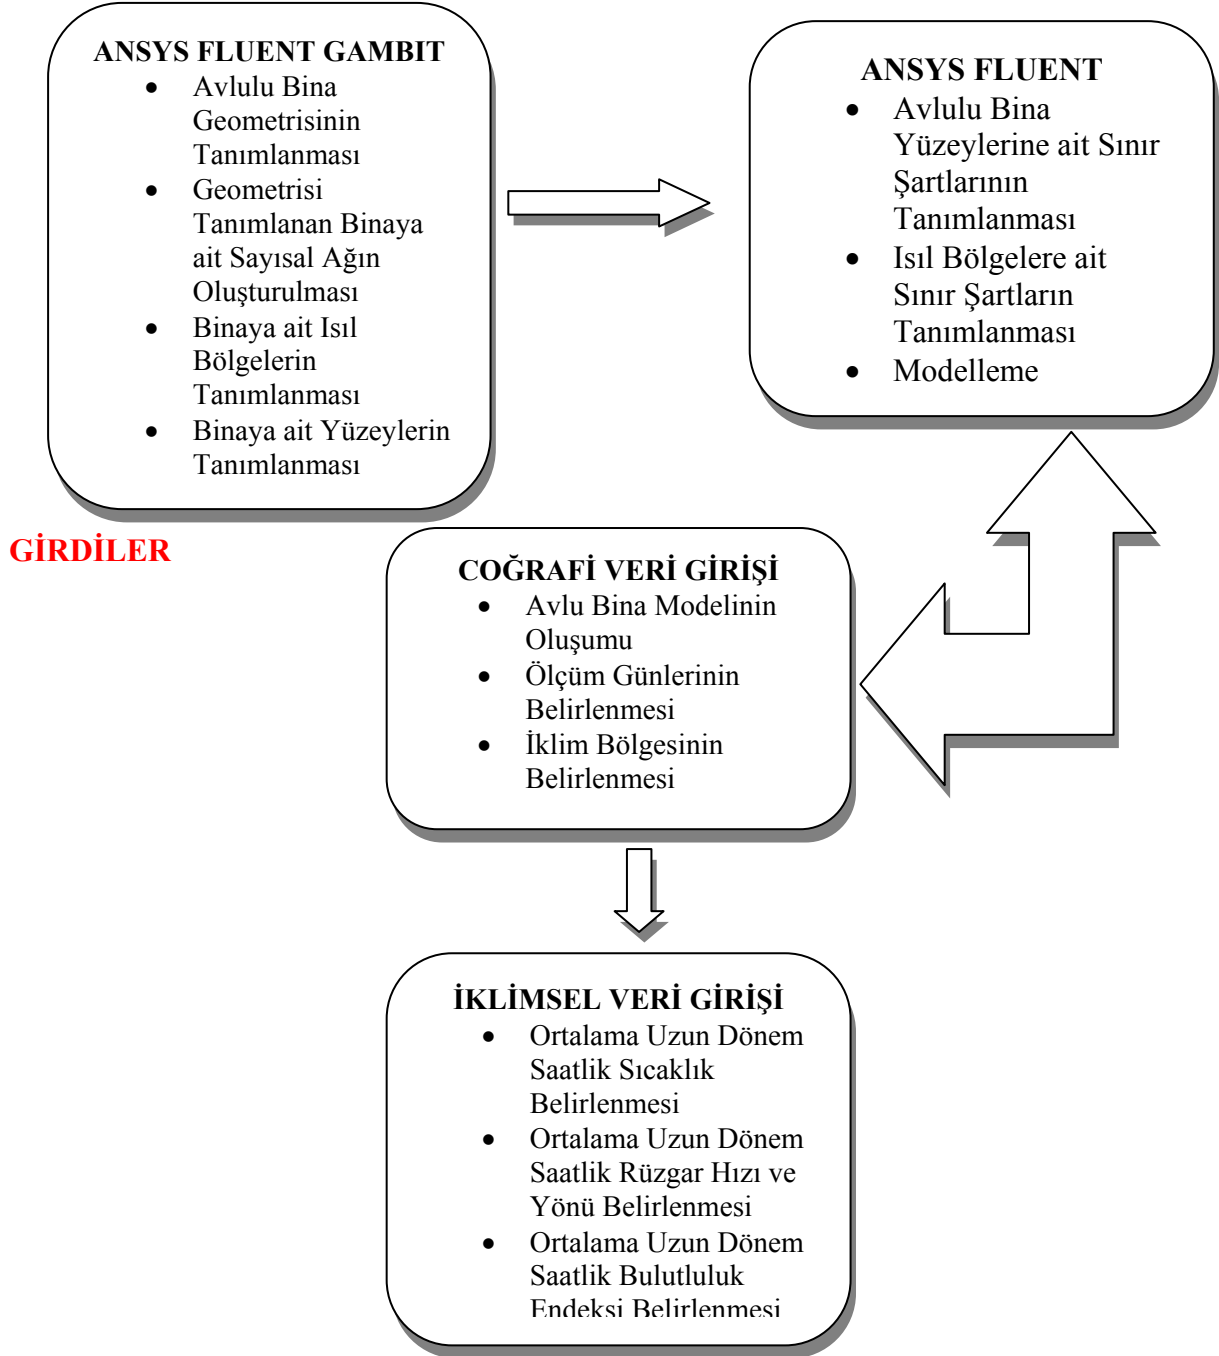 ANSYS FLUENT GAMBIT
• Avlulu Bina
Geometrisinin
Tanımlanması
• Geometrisi
Tanımlanan Binaya
ait Sayısal Ağın
Oluşturulması
• Binaya ait Isıl
Bölgelerin
Tanımlanması
• Binaya ait Yüzeylerin
Tanımlanması
ANSYS FLUENT
• Avlulu Bina
Yüzeylerine ait Sınır
Şartlarının
Tanımlanması
• Isıl Bölgelere ait
Sınır Şartların
Tanımlanması
• Modelleme
GİRDİLER
COĞRAFİ VERİ GİRİŞİ
• Avlu Bina Modelinin
Oluşumu
• Ölçüm Günlerinin
Belirlenmesi
• İklim Bölgesinin
Belirlenmesi
İKLİMSEL VERİ GİRİŞİ
• Ortalama Uzun Dönem
Saatlik Sıcaklık
Belirlenmesi
• Ortalama Uzun Dönem
Saatlik Rüzgar Hızı ve
Yönü Belirlenmesi
• Ortalama Uzun Dönem
Saatlik Bulutluluk
Endeksi Belirlenmesi